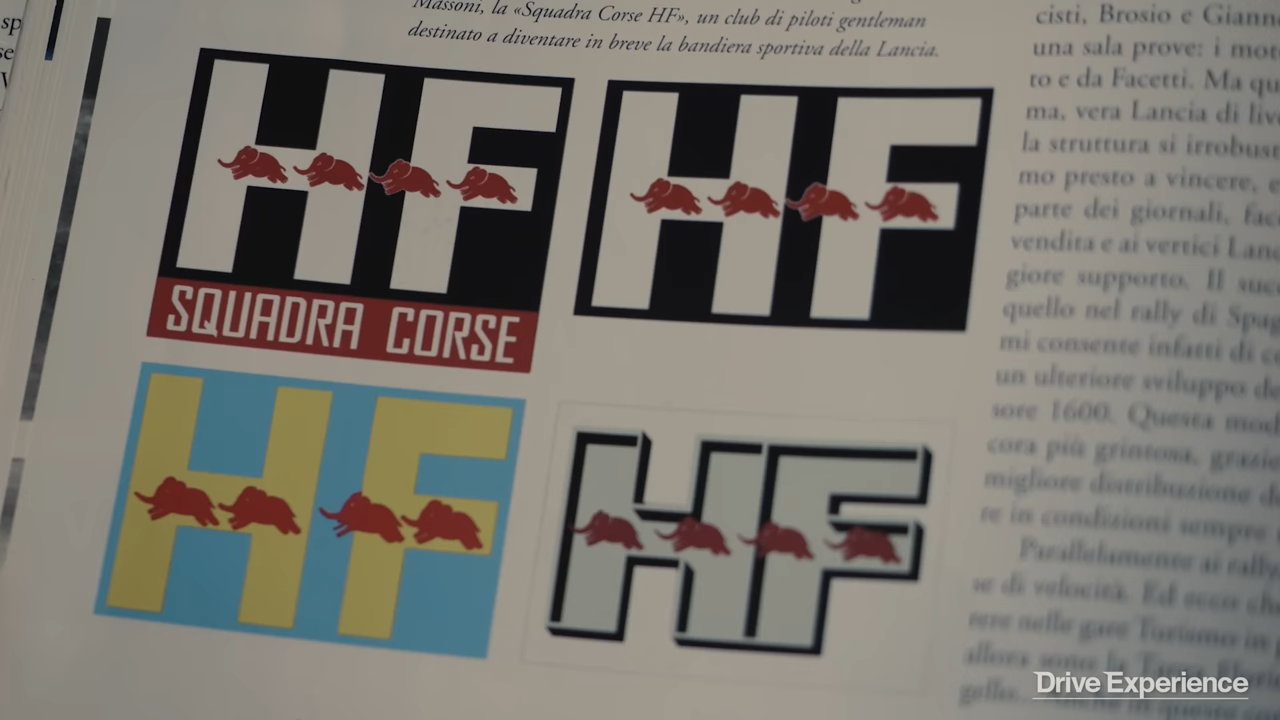 Massoni, la «Squadra Corse HF», un club di piloti gentleman
destinato a diventare in breve la bandiera sportiva della Lancia.
HF
SQUADRA CORSE
HF
HF
HF
cisti, Brosio e Gianni
una sala prove: i mot
to e da Facetti. Ma qu
ma, vera Lancia di live
la struttura si irrobust
mo presto a vincere, e
parte dei giornali, fac
vendita e ai vertici Lanc
giore supporto. Il succ
quello nel rally di Spag
mi consente infatti di co
un ulteriore sviluppo de
sore 1600. Questa mod
cora più grintosa, grazie
migliore distribuzione d
re in condizioni sempre
Parallelamente ai rally,
se di velocità. Ed ecco che
rere nelle gare Turismo in
allora sono la Targa Florio
Drive Experience